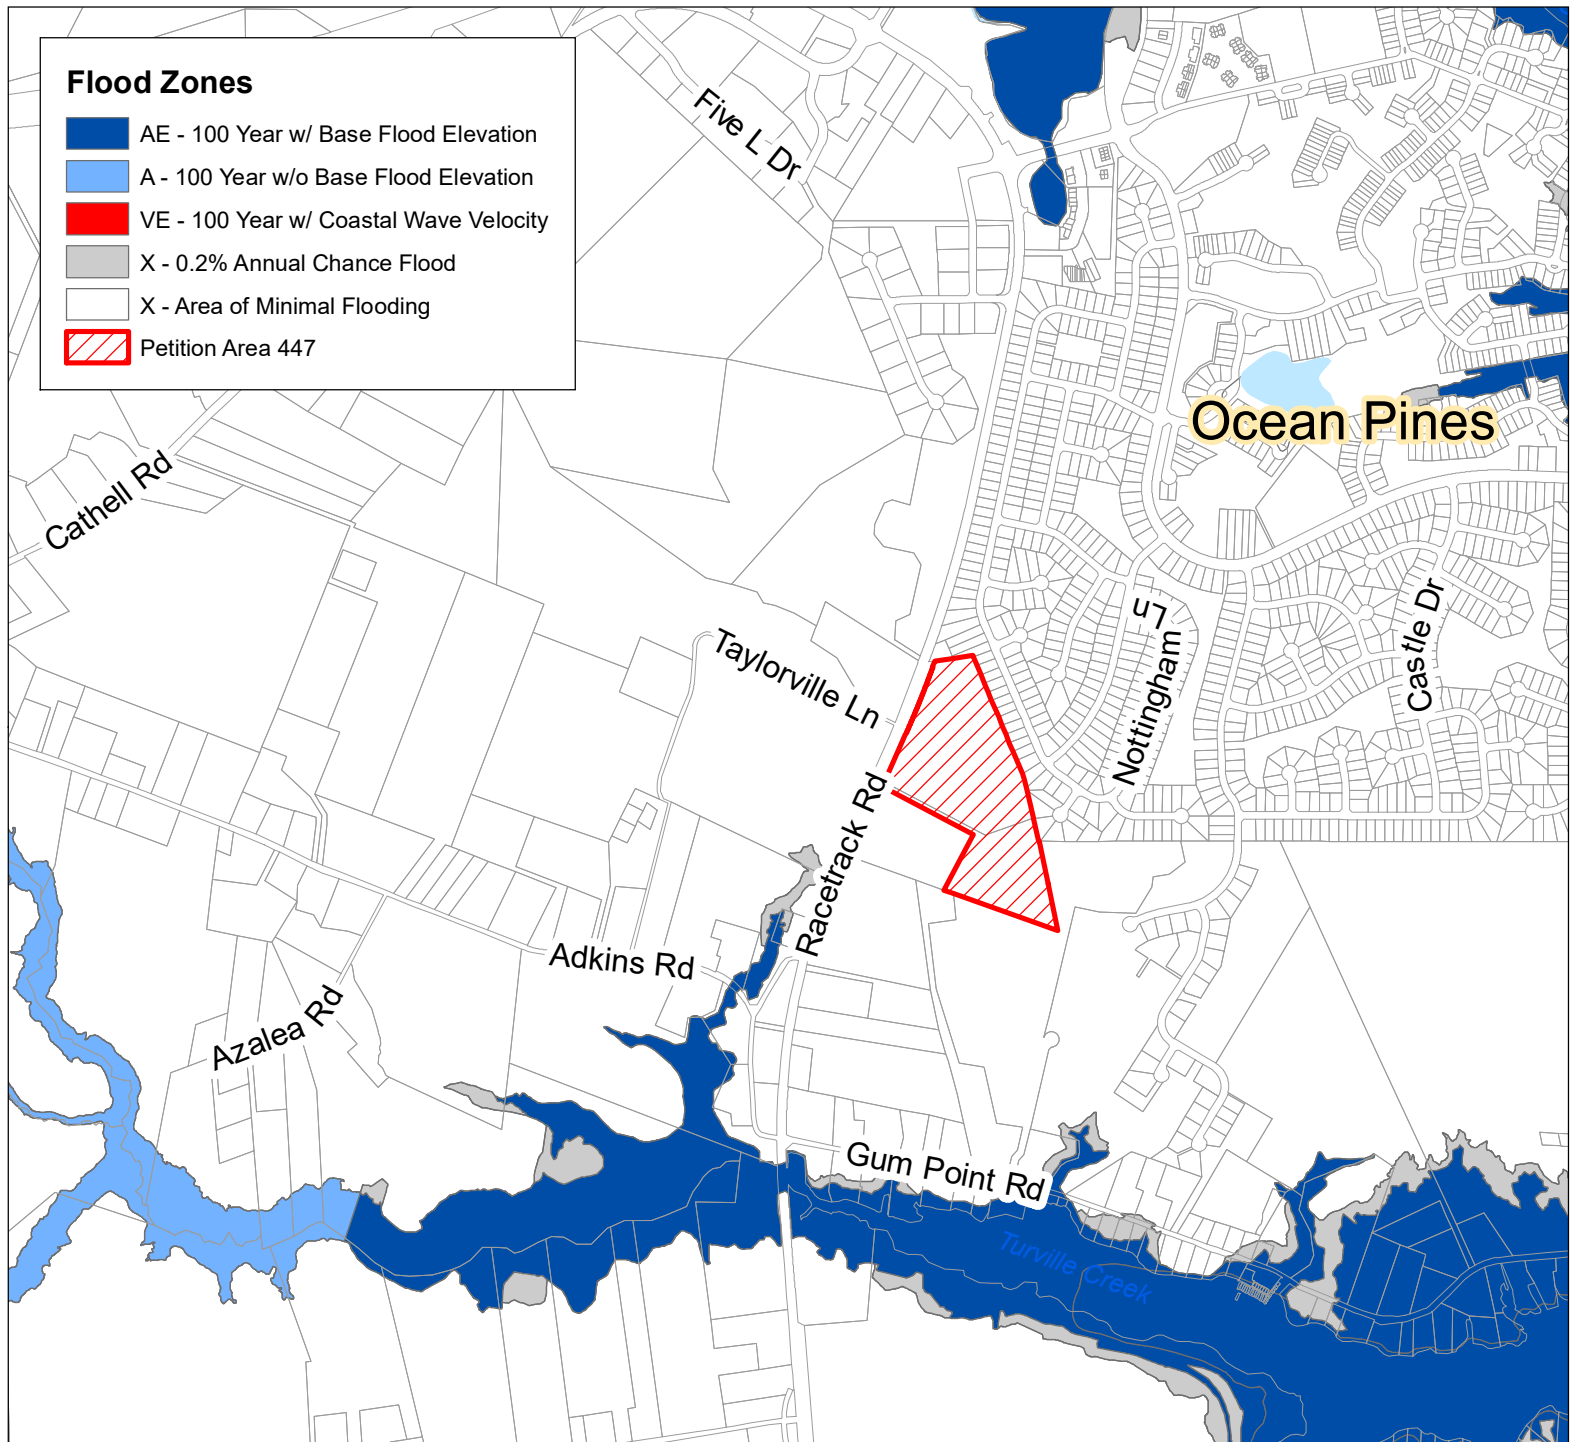 Flood Zones
AE - 100 Year w/ Base Flood Elevation
A - 100 Year w/o Base Flood Elevation
VE - 100 Year w/ Coastal Wave Velocity
X - 0.2% Annual Chance Flood
X - Area of Minimal Flooding
Petition Area 447
Five L Dr
Ocean Pines
Cathell Rd
Taylorville Ln
Nottingham
Ln
Castle Dr
Racetrack Rd
Adkins Rd
Azalea Rd
Gum Point Rd
Turville Creek